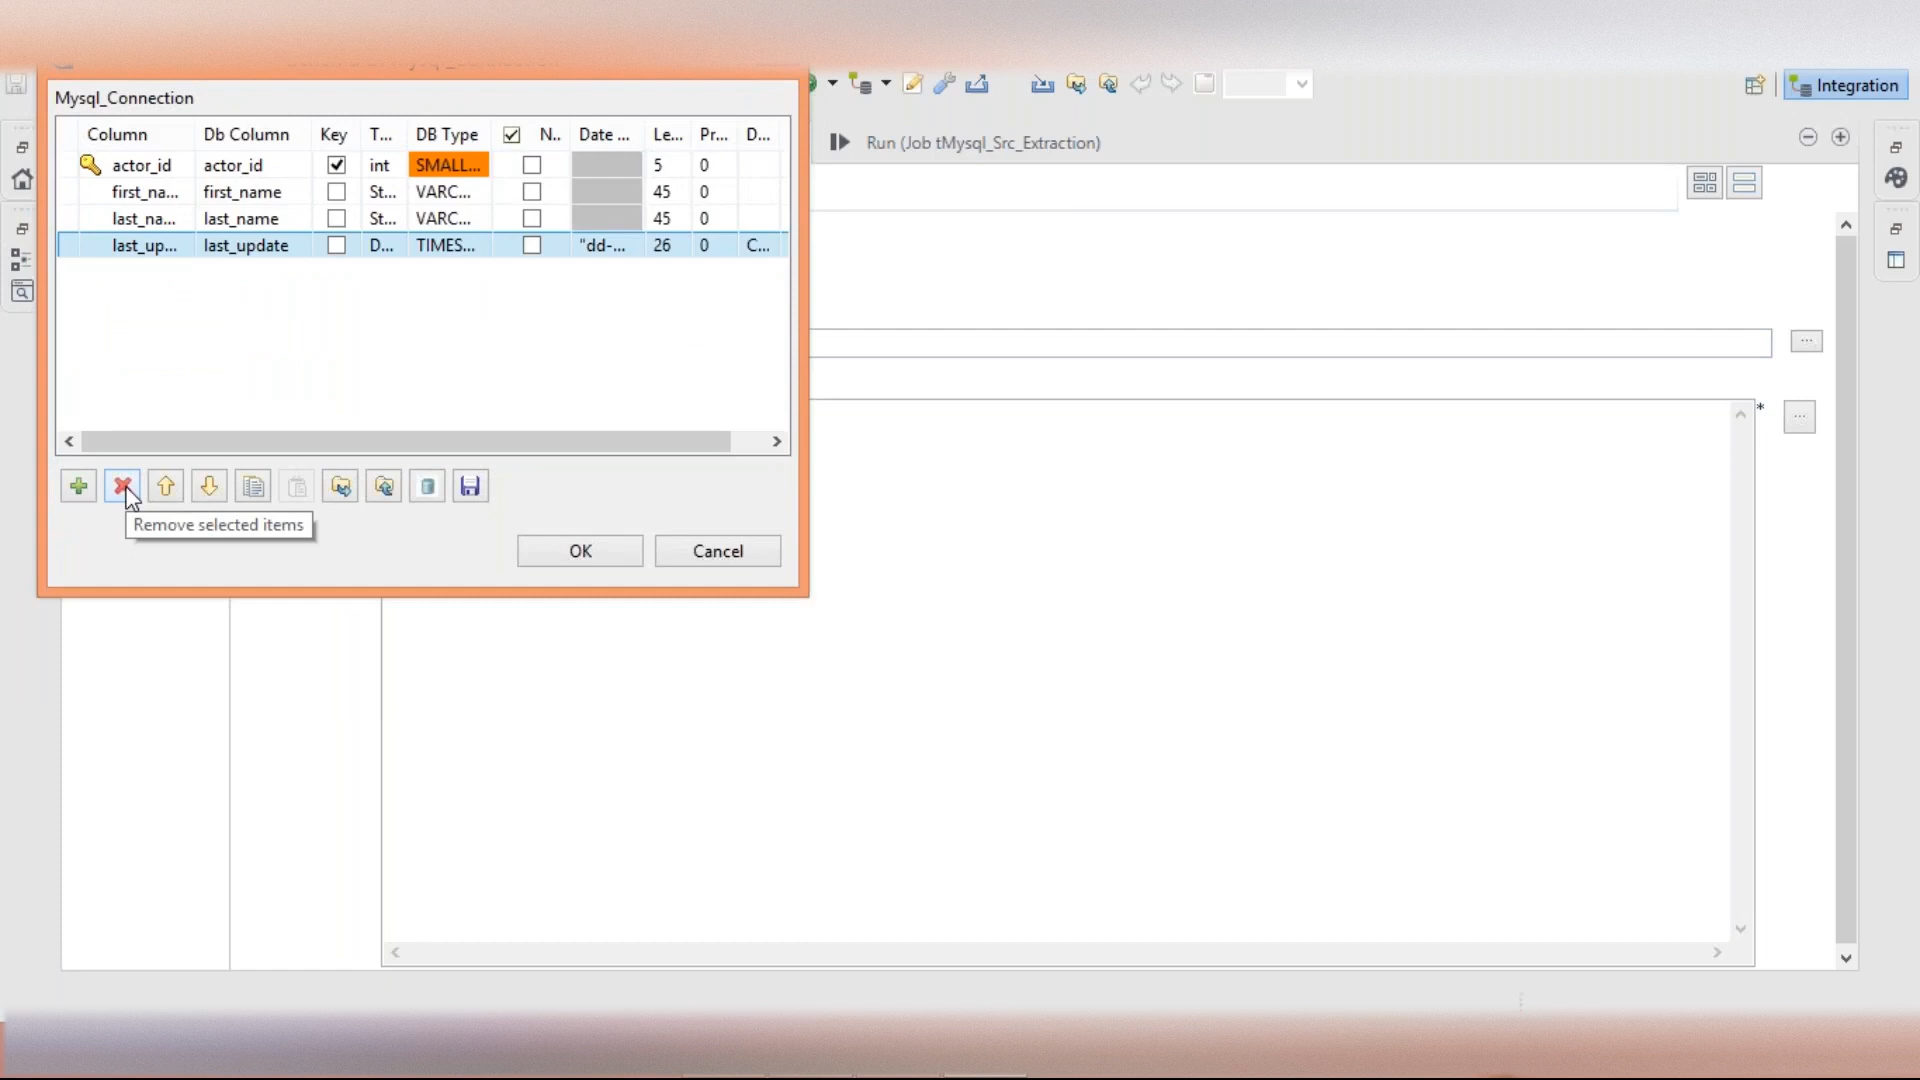 Integration
Mysql_Connection
Column Db Column Key T... DB Type N.. Date ... Le... Pr... D...
Run (Job tMysql_Src_Extraction)
actor_id actor_id int SMALL... 5 0
first_na... first_name St... VARC... 45 0
last_na... last_name St... VARC... 45 0
last_up... last_update D... TIMES... "dd-... 26 0 C...
...
* ...
Remove selected items
OK Cancel